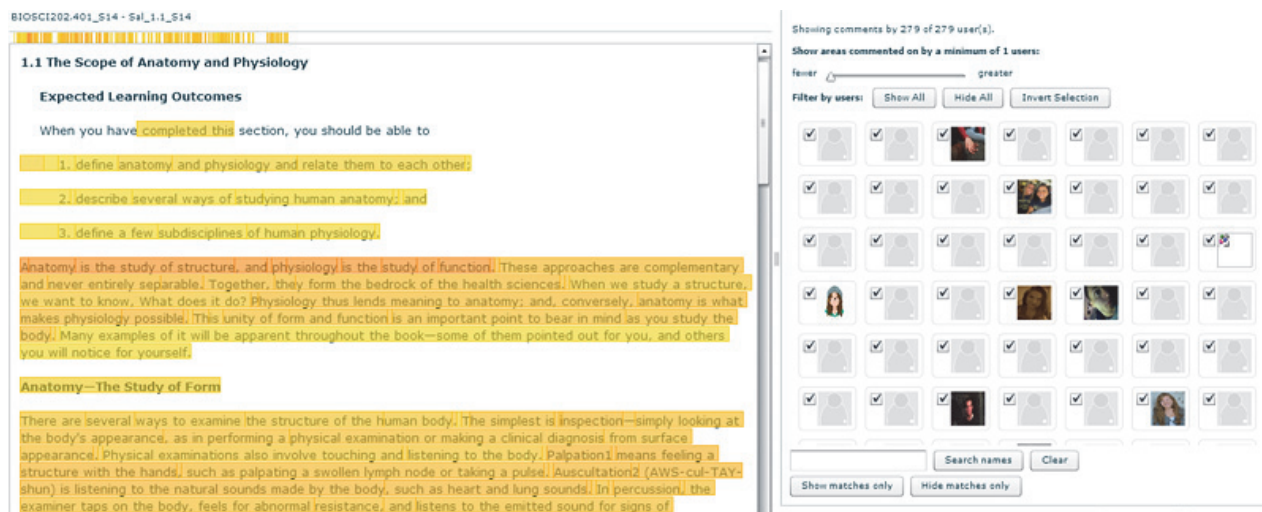 BIOSCI202.401_S14 - Sal_1.1_S14
1.1 The Scope of Anatomy and Physiology
Expected Learning Outcomes
When you have completed this section, you should be able to
1. define anatomy and physiology and relate them to each other;
2. describe several ways of studying human anatomy; and
3. define a few subdisciplines of human physiology.
Anatomy is the study of structure, and physiology is the study of function. These approaches are complementary
and never entirely separable. Together, they form the bedrock of the health sciences. When we study a structure,
we want to know, What does it do? Physiology thus lends meaning to anatomy; and, conversely, anatomy is what
makes physiology possible. This unity of form and function is an important point to bear in mind as you study the
body. Many examples of it will be apparent throughout the book—some of them pointed out for you, and others
you will notice for yourself.
Anatomy—The Study of Form
There are several ways to examine the structure of the human body. The simplest is inspection—simply looking at
the body's appearance, as in performing a physical examination or making a clinical diagnosis from surface
appearance. Physical examinations also involve touching and listening to the body. Palpation1 means feeling a
structure with the hands, such as palpating a swollen lymph node or taking a pulse. Auscultation2 (AWS-cul-TAY-
shun) is listening to the natural sounds made by the body, such as heart and lung sounds. In percussion, the
examiner taps on the body, feels for abnormal resistance, and listens to the emitted sound for signs of
Showing comments by 279 of 279 user(s).
Show areas commented on by a minimum of 1 users:
fewer greater
Filter by users: Show All Hide All Invert Selection
Search names Clear
Show matches only Hide matches only